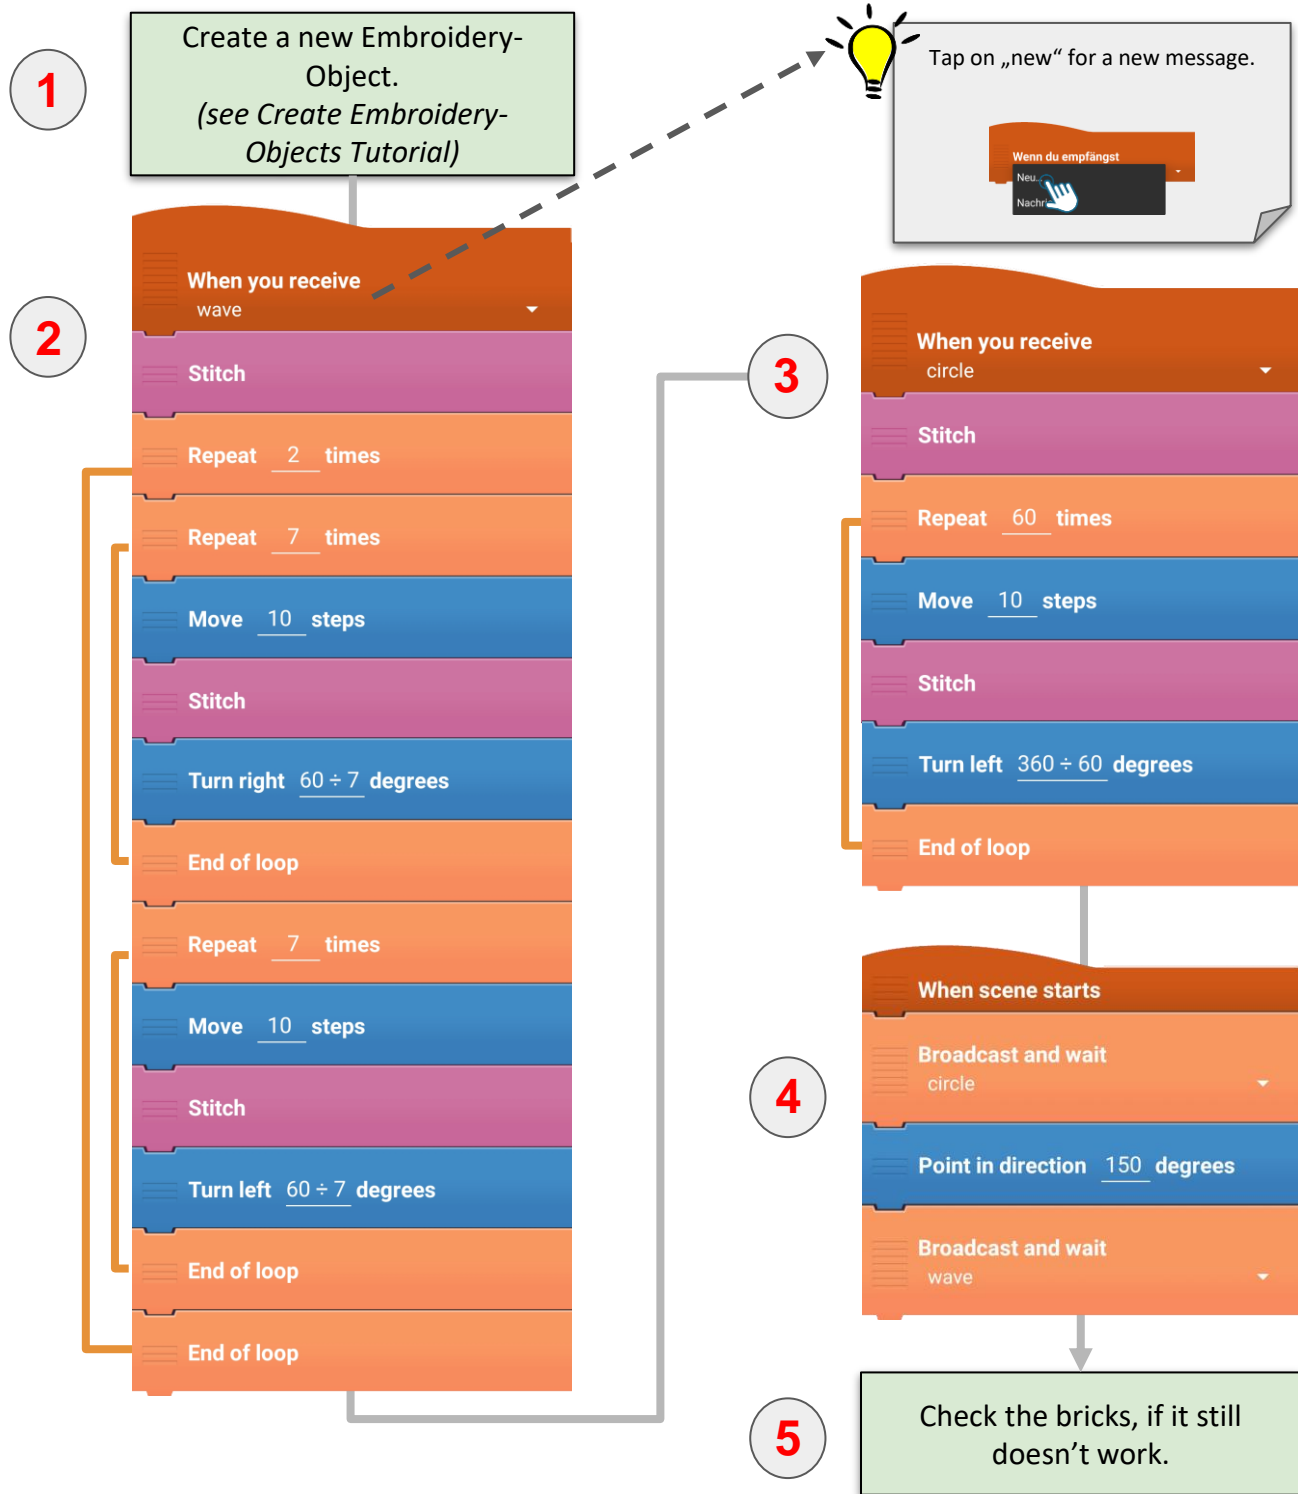 1
Create a new Embroidery-
Object.
(see Create Embroidery-
Objects Tutorial)
Tap on „new“ for a new message.
Wenn du empfängst
Neu...
2
When you receive
wave
Stitch
Repeat 2 times
Repeat 7 times
Move 10 steps
Stitch
Turn right 60 ÷ 7 degrees
End of loop
Repeat 7 times
Move 10 steps
Stitch
Turn left 60 ÷ 7 degrees
End of loop
End of loop
3
When you receive
circle
Stitch
Repeat 60 times
Move 10 steps
Stitch
Turn left 360 ÷ 60 degrees
End of loop
4
When scene starts
Broadcast and wait
circle
Point in direction 150 degrees
Broadcast and wait
wave
5
Check the bricks, if it still
doesn’t work.